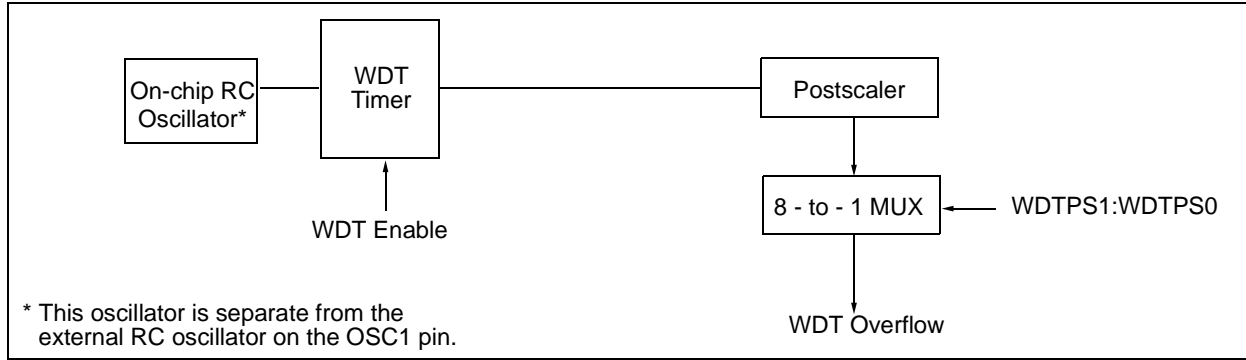 On-chip RC
Oscillator*
WDT
Timer
Postscaler
WDT Enable
8 - to - 1 MUX
WDTPS1:WDTPS0
WDT Overflow
* This oscillator is separate from the
external RC oscillator on the OSC1 pin.